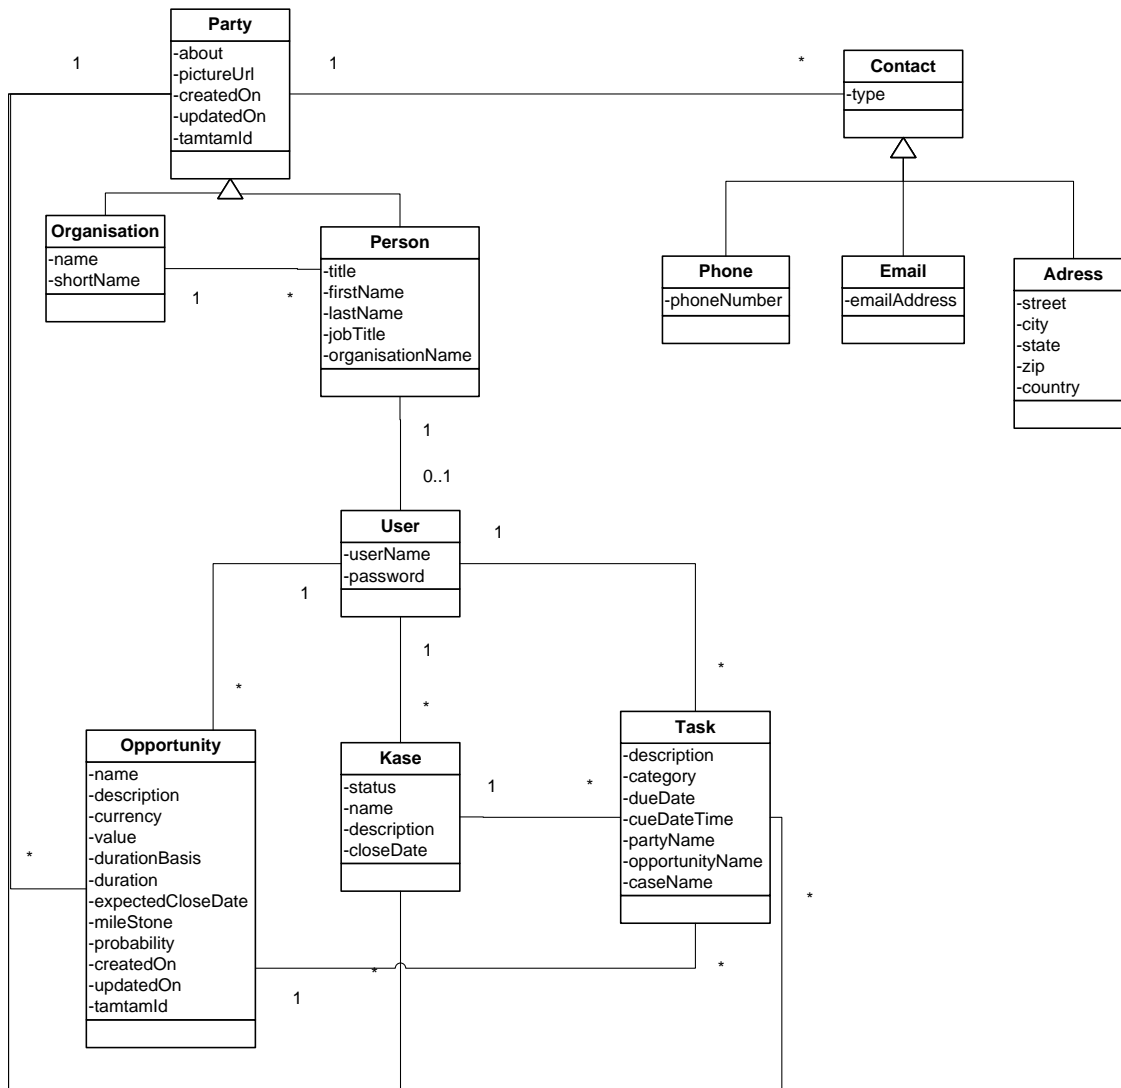 Party
-about
-pictureUrl
-createdOn
-updatedOn
-tamtamId
1
1
*
Contact
-type
Organisation
-name
-shortName
1
*
Person
-title
-firstName
-lastName
-jobTitle
-organisationName
Phone
-phoneNumber
Email
-emailAddress
Adress
-street
-city
-state
-zip
-country
1
0..1
User
-userName
-password
1
1
1
*
*
*
Opportunity
-name
-description
-currency
-value
-durationBasis
-duration
-expectedCloseDate
-mileStone
-probability
-createdOn
-updatedOn
-tamtamId
*
Kase
-status
-name
-description
-closeDate
1
*
Task
-description
-category
-dueDate
-cueDateTime
-partyName
-opportunityName
-caseName
*
1
*
*